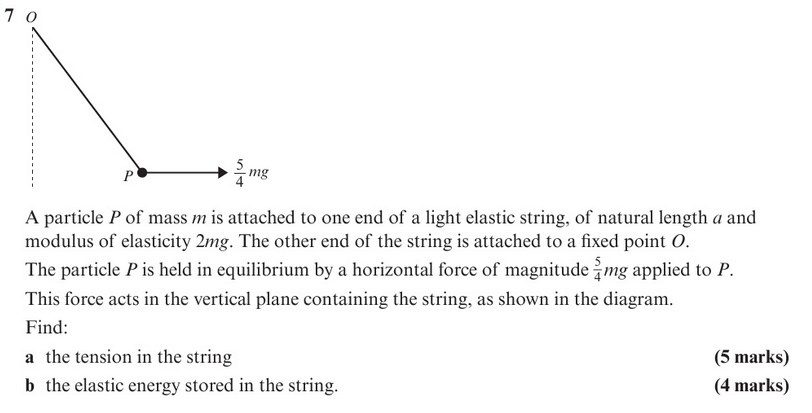 7 O
P
5/4 mg
A particle P of mass m is attached to one end of a light elastic string, of natural length a and
modulus of elasticity 2mg. The other end of the string is attached to a fixed point O.
The particle P is held in equilibrium by a horizontal force of magnitude 5/4 mg applied to P.
This force acts in the vertical plane containing the string, as shown in the diagram.
Find:
a the tension in the string (5 marks)
b the elastic energy stored in the string. (4 marks)